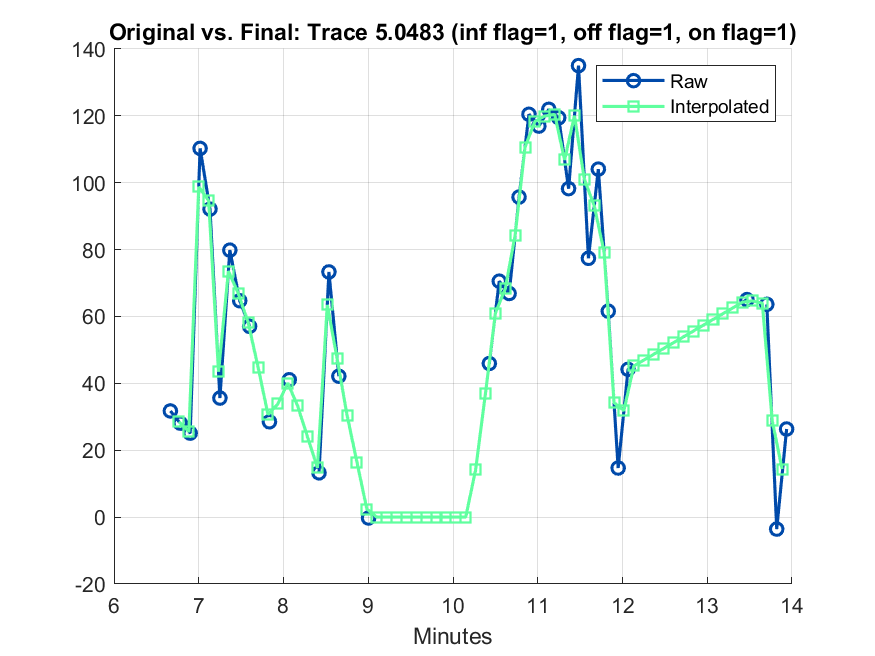 Original vs. Final: Trace 5.0483 (inf flag=1, off flag=1, on flag=1)
140
120
100
80
60
40
20
0
-20
Raw
Interpolated
6 7 8 9 10 11 12 13 14
Minutes